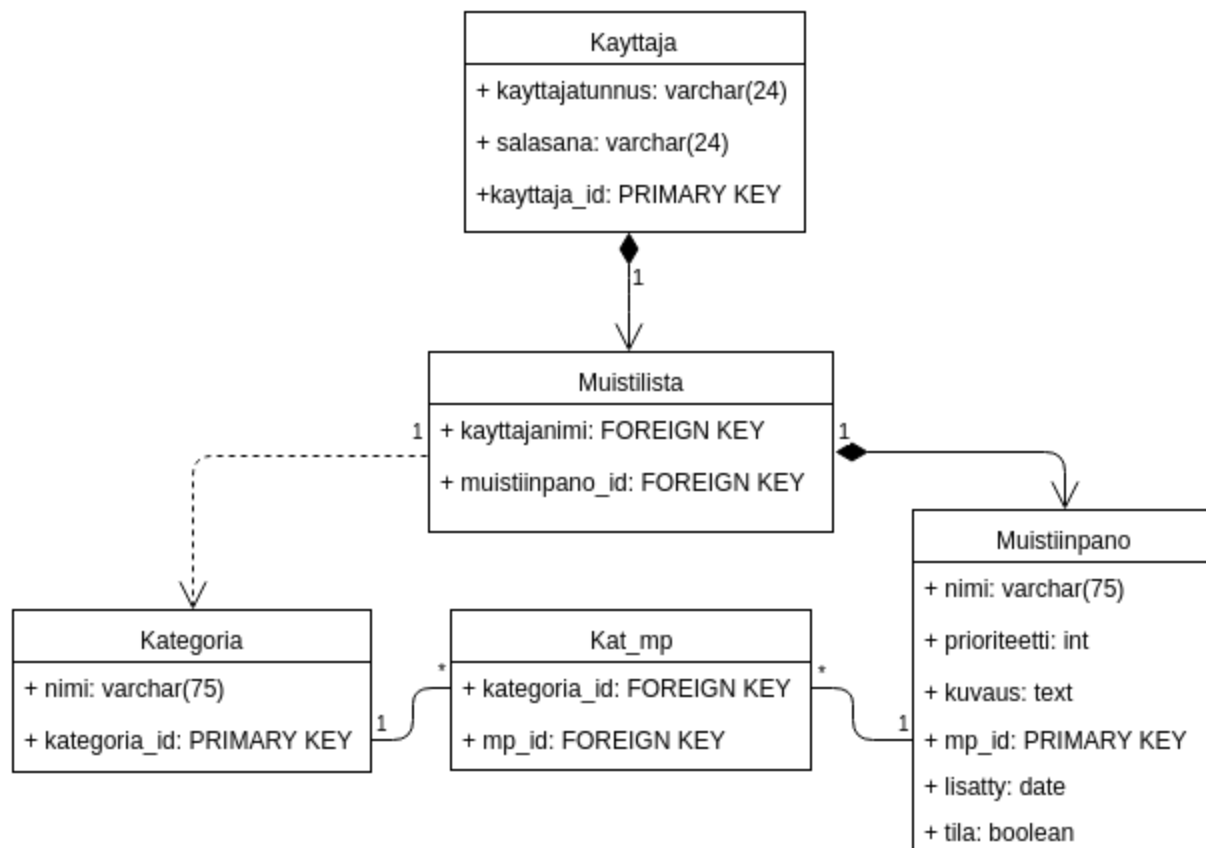 Kayttaja
+ kayttajatunnus: varchar(24)
+ salasana: varchar(24)
+kayttaja_id: PRIMARY KEY
1
Muistilista
+ kayttajanimi: FOREIGN KEY
+ muistiinpano_id: FOREIGN KEY
1
1
Muistiinpano
+ nimi: varchar(75)
+ prioriteetti: int
+ kuvaus: text
+ mp_id: PRIMARY KEY
+ lisatty: date
+ tila: boolean
Kategoria
+ nimi: varchar(75)
+ kategoria_id: PRIMARY KEY
1
*
Kat_mp
+ kategoria_id: FOREIGN KEY
+ mp_id: FOREIGN KEY
*
1